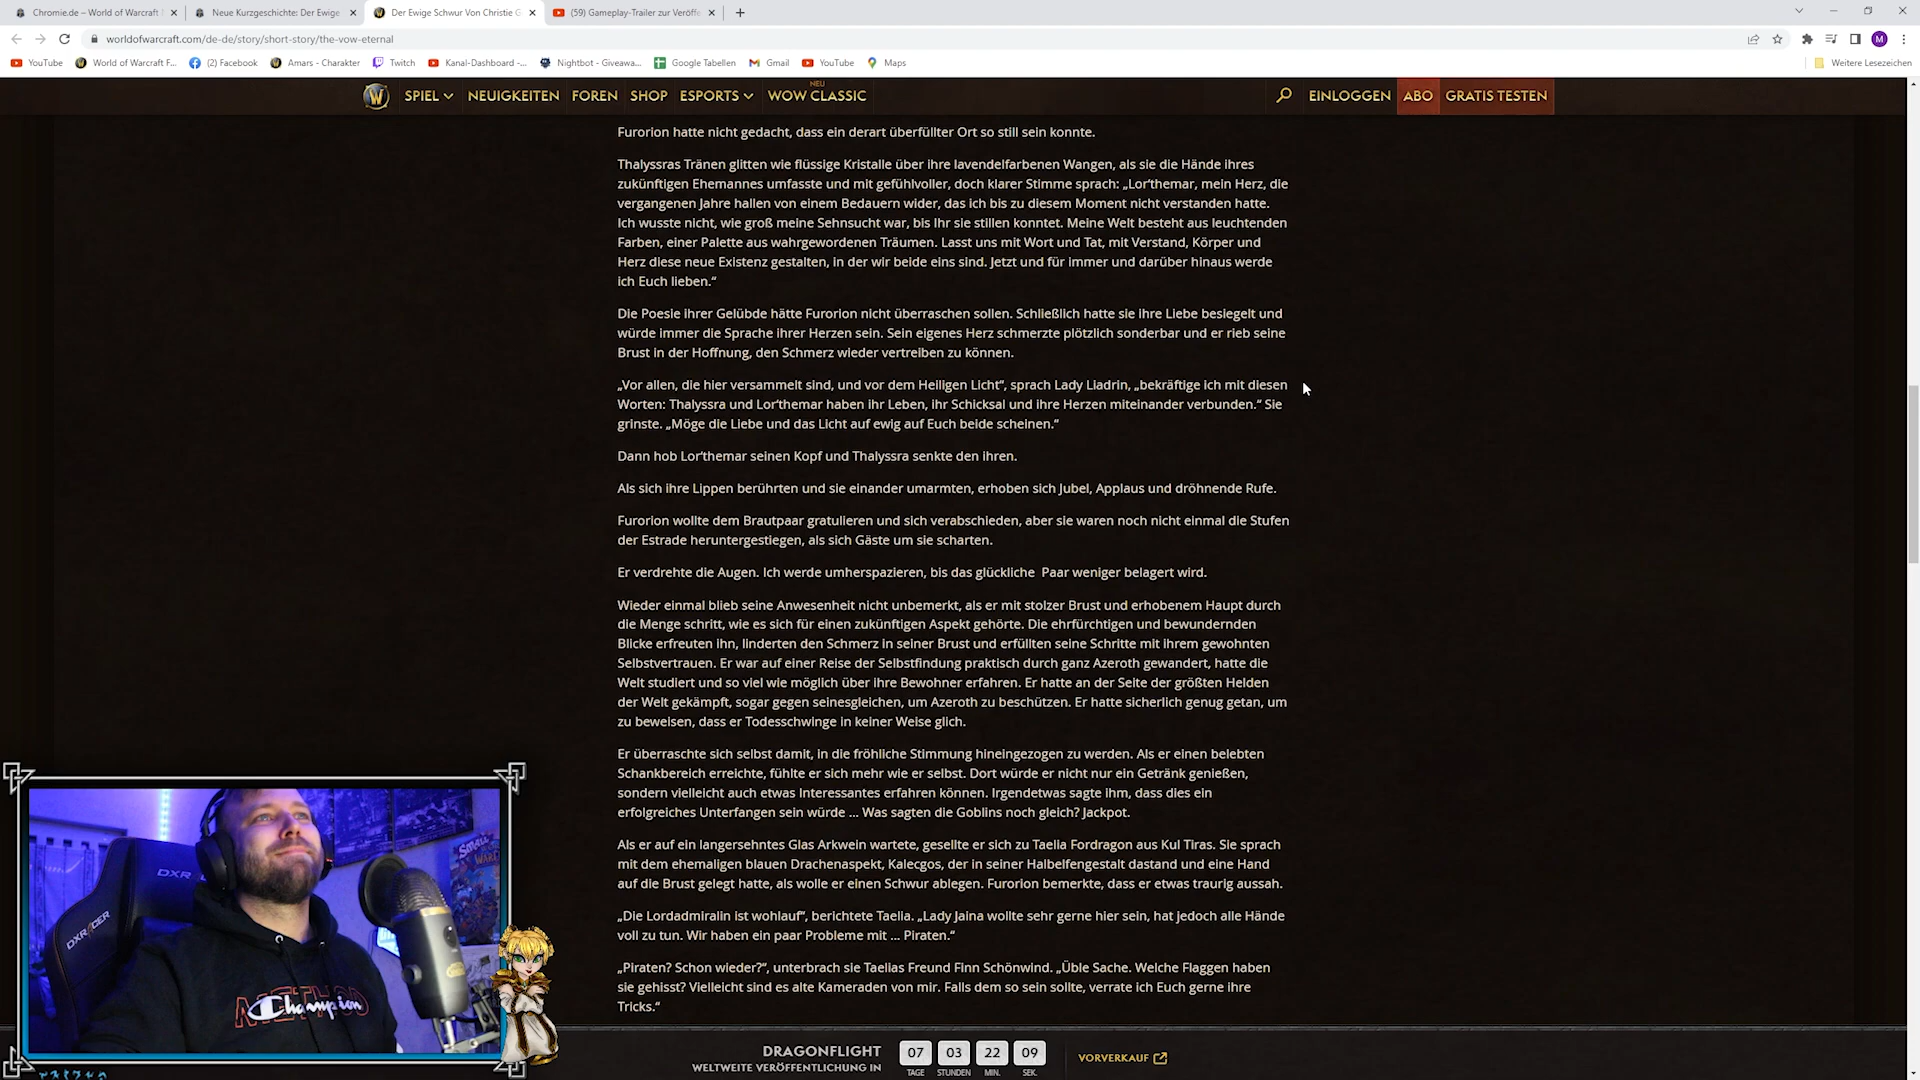 Chromie.de – World of Warcraft
Neue Kurzgeschichte: Der Ewige
Der Ewige Schwur Von Christie G
(59) Gameplay-Trailer zur Veröff
worldofwarcraft.com/de-de/story/short-story/the-vow-eternal
M
YouTube
World of Warcraft F...
(2) Facebook
Amars - Charakter
Twitch
Kanal-Dashboard -...
Nightbot - Giveawa...
Google Tabellen
Gmail
YouTube
Maps
Weitere Lesezeichen
W
SPIEL
NEUIGKEITEN
FOREN
SHOP
ESPORTS
NEU
WOW CLASSIC
EINLOGGEN
ABO
GRATIS TESTEN
Furorion hatte nicht gedacht, dass ein derart überfüllter Ort so still sein konnte.
Thalyssras Tränen glitten wie flüssige Kristalle über ihre lavendelfarbenen Wangen, als sie die Hände ihres
zukünftigen Ehemannes umfasste und mit gefühlvoller, doch klarer Stimme sprach: „Lor'themar, mein Herz, die
vergangenen Jahre hallen von einem Bedauern wider, das ich bis zu diesem Moment nicht verstanden hatte.
Ich wusste nicht, wie groß meine Sehnsucht war, bis Ihr sie stillen konntet. Meine Welt besteht aus leuchtenden
Farben, einer Palette aus wahrgewordenen Träumen. Lasst uns mit Wort und Tat, mit Verstand, Körper und
Herz diese neue Existenz gestalten, in der wir beide eins sind. Jetzt und für immer und darüber hinaus werde
ich Euch lieben.“
Die Poesie ihrer Gelübde hätte Furorion nicht überraschen sollen. Schließlich hatte sie ihre Liebe besiegelt und
würde immer die Sprache ihrer Herzen sein. Sein eigenes Herz schmerzte plötzlich sonderbar und er rieb seine
Brust in der Hoffnung, den Schmerz wieder vertreiben zu können.
„Vor allen, die hier versammelt sind, und vor dem Heiligen Licht“, sprach Lady Liadrin, „bekräftige ich mit diesen
Worten: Thalyssra und Lor'themar haben ihr Leben, ihr Schicksal und ihre Herzen miteinander verbunden.“ Sie
grinste. „Möge die Liebe und das Licht auf ewig auf Euch beide scheinen.“
Dann hob Lor'themar seinen Kopf und Thalyssra senkte den ihren.
Als sich ihre Lippen berührten und sie einander umarmten, erhoben sich Jubel, Applaus und dröhnende Rufe.
Furorion wollte dem Brautpaar gratulieren und sich verabschieden, aber sie waren noch nicht einmal die Stufen
der Estrade heruntergestiegen, als sich Gäste um sie scharten.
Er verdrehte die Augen. Ich werde umherspazieren, bis das glückliche  Paar weniger belagert wird.
Wieder einmal blieb seine Anwesenheit nicht unbemerkt, als er mit stolzer Brust und erhobenem Haupt durch
die Menge schritt, wie es sich für einen zukünftigen Aspekt gehörte. Die ehrfürchtigen und bewundernden
Blicke erfreuten ihn, linderten den Schmerz in seiner Brust und erfüllten seine Schritte mit ihrem gewohnten
Selbstvertrauen. Er war auf einer Reise der Selbstfindung praktisch durch ganz Azeroth gewandert, hatte die
Welt studiert und so viel wie möglich über ihre Bewohner erfahren. Er hatte an der Seite der größten Helden
der Welt gekämpft, sogar gegen seinesgleichen, um Azeroth zu beschützen. Er hatte sicherlich genug getan, um
zu beweisen, dass er Todesschwinge in keiner Weise glich.
Er überraschte sich selbst damit, in die fröhliche Stimmung hineingezogen zu werden. Als er einen belebten
Schankbereich erreichte, fühlte er sich mehr wie er selbst. Dort würde er nicht nur ein Getränk genießen,
sondern vielleicht auch etwas Interessantes erfahren können. Irgendetwas sagte ihm, dass dies ein
erfolgreiches Unterfangen sein würde ... Was sagten die Goblins noch gleich? Jackpot.
Als er auf ein langersehntes Glas Arkwein wartete, gesellte er sich zu Taelia Fordragon aus Kul Tiras. Sie sprach
mit dem ehemaligen blauen Drachenaspekt, Kalecgos, der in seiner Halbelfengestalt dastand und eine Hand
auf die Brust gelegt hatte, als wolle er einen Schwur ablegen. Furorion bemerkte, dass er etwas traurig aussah.
„Die Lordadmiralin ist wohlauf“, berichtete Taelia. „Lady Jaina wollte sehr gerne hier sein, hat jedoch alle Hände
voll zu tun. Wir haben ein paar Probleme mit ... Piraten.“
„Piraten? Schon wieder?“, unterbrach sie Taelias Freund Finn Schönwind. „Üble Sache. Welche Flaggen haben
sie gehisst? Vielleicht sind es alte Kameraden von mir. Falls dem so sein sollte, verrate ich Euch gerne ihre
Tricks.“
DXR
DXRACER
Champion
DRAGONFLIGHT
WELTWEITE VERÖFFENTLICHUNG IN
07
03
22
09
TAGE
STUNDEN
MIN.
SEK.
VORVERKAUF